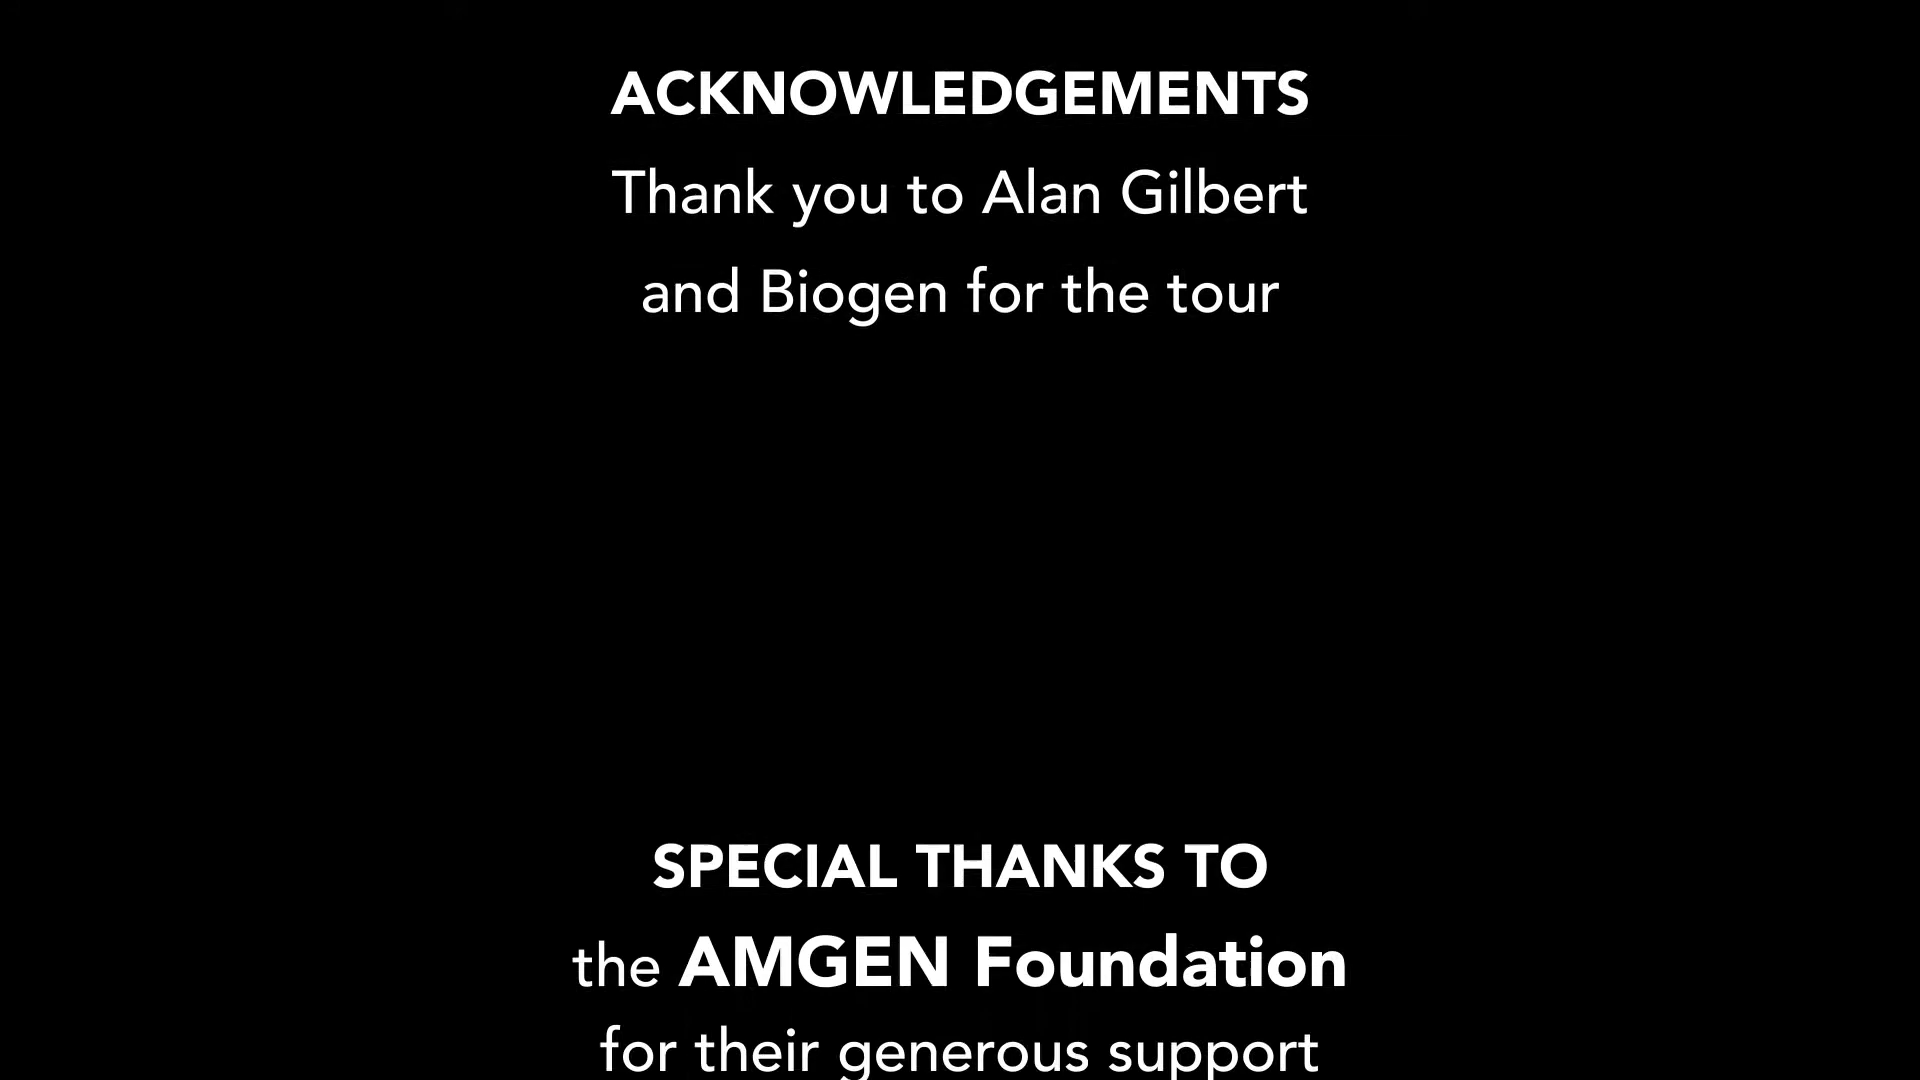 ACKNOWLEDGEMENTS
Thank you to Alan Gilbert
and Biogen for the tour
SPECIAL THANKS TO
the AMGEN Foundation
for their generous support